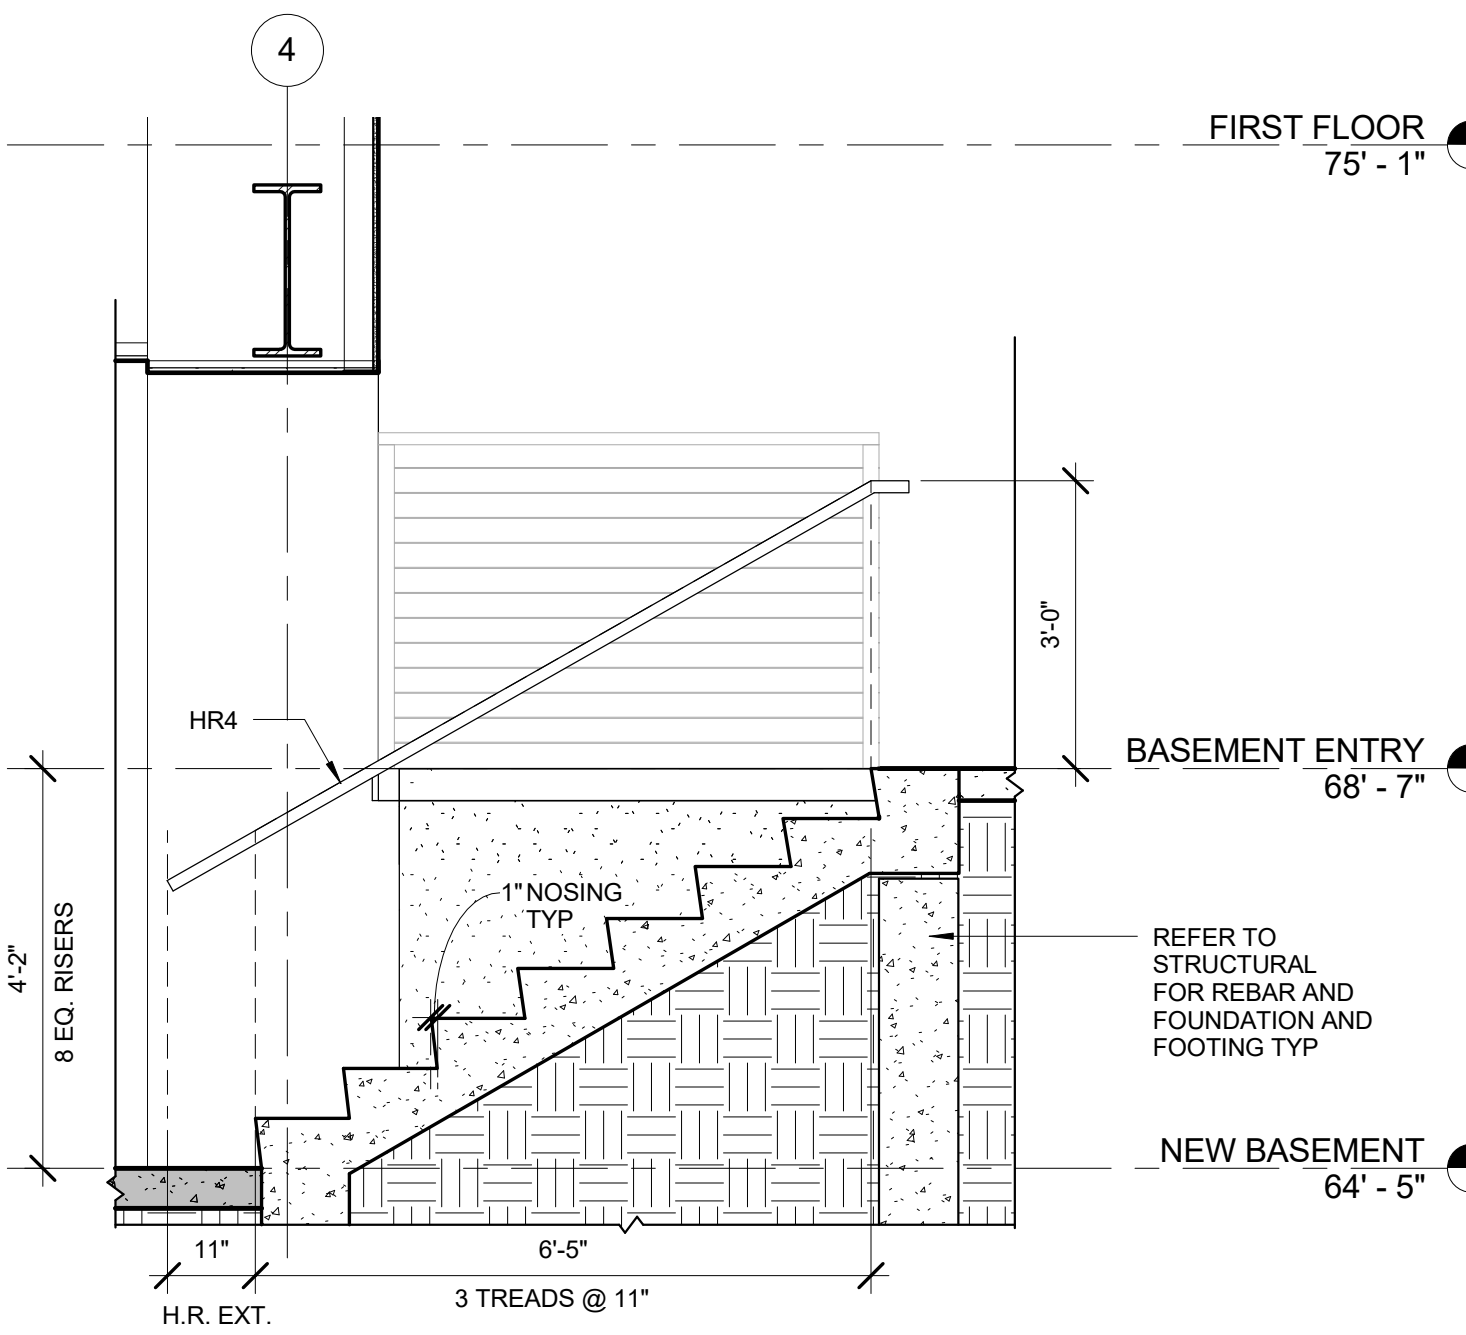 4
FIRST FLOOR
75' - 1"
HR4
3'-0"
BASEMENT ENTRY
68' - 7"
1" NOSING
TYP
4'-2"
8 EQ. RISERS
REFER TO
STRUCTURAL
FOR REBAR AND
FOUNDATION AND
FOOTING TYP
NEW BASEMENT
64' - 5"
11"
6'-5"
3 TREADS @ 11"
H.R. EXT.